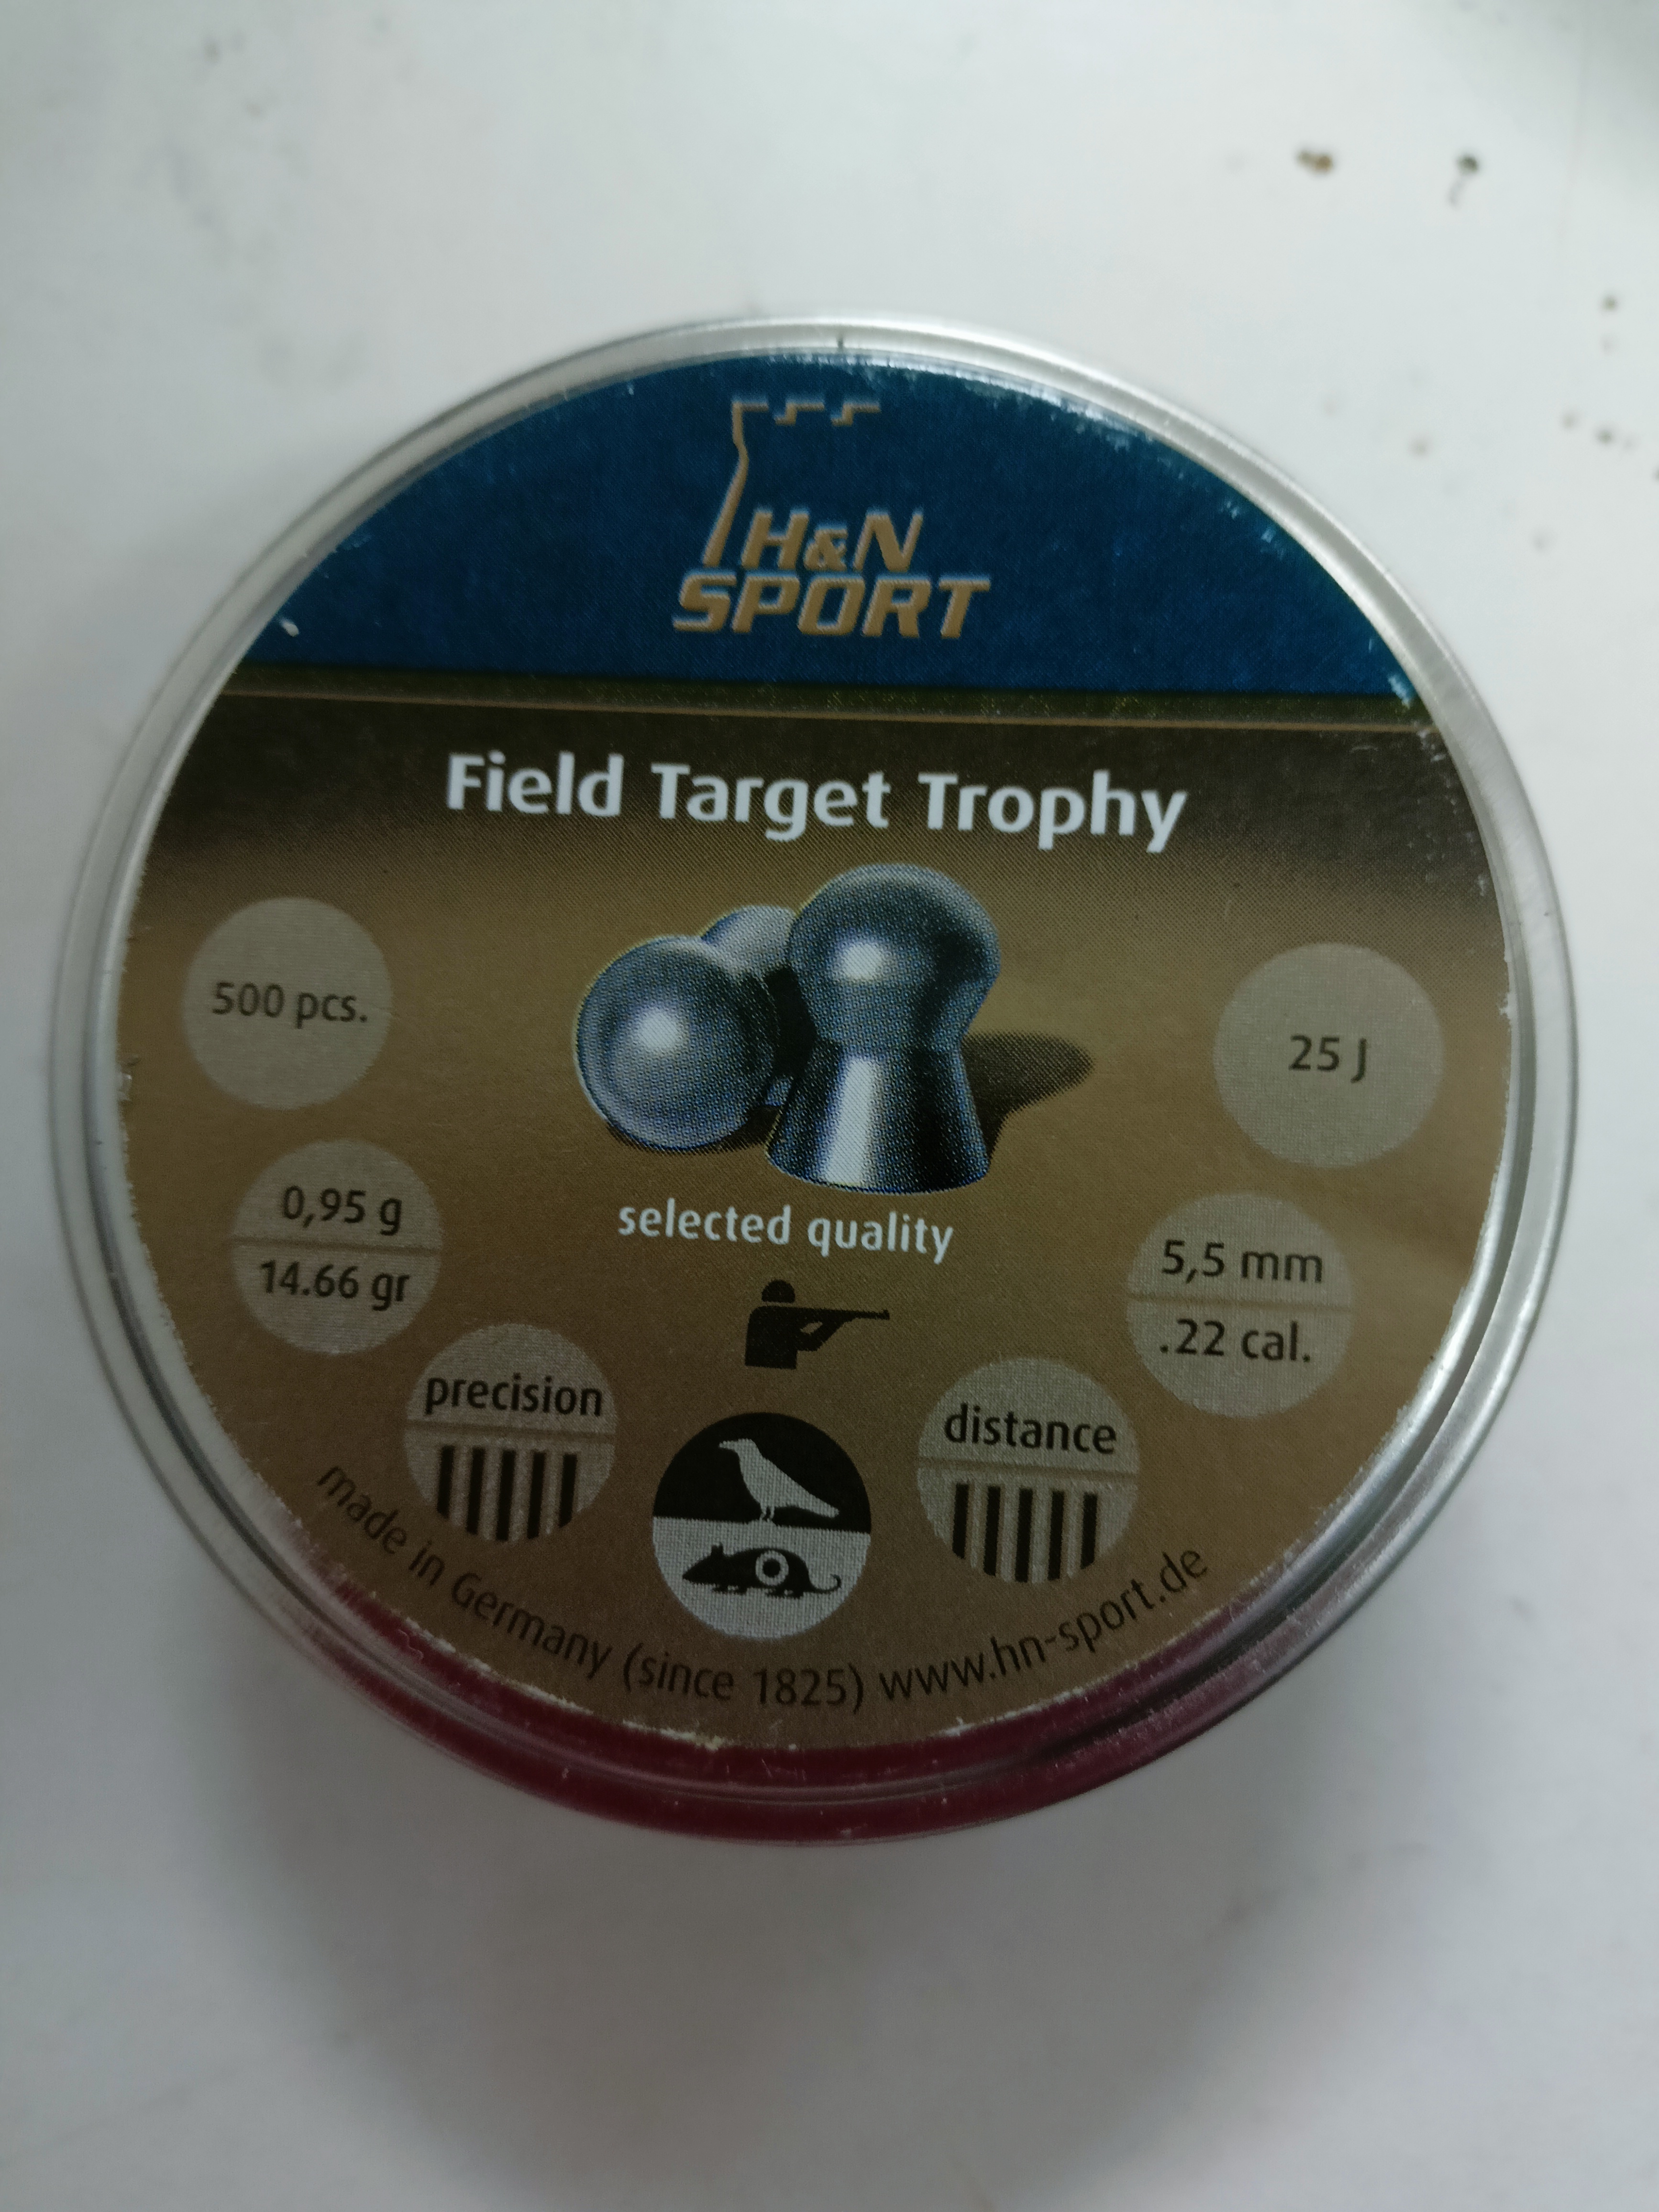 H&N
SPORT
Field Target Trophy
500 pcs.
25 J
0,95 g
14.66 gr
selected quality
5,5 mm
.22 cal.
precision
distance
made in Germany (since 1825) www.hn-sport.de